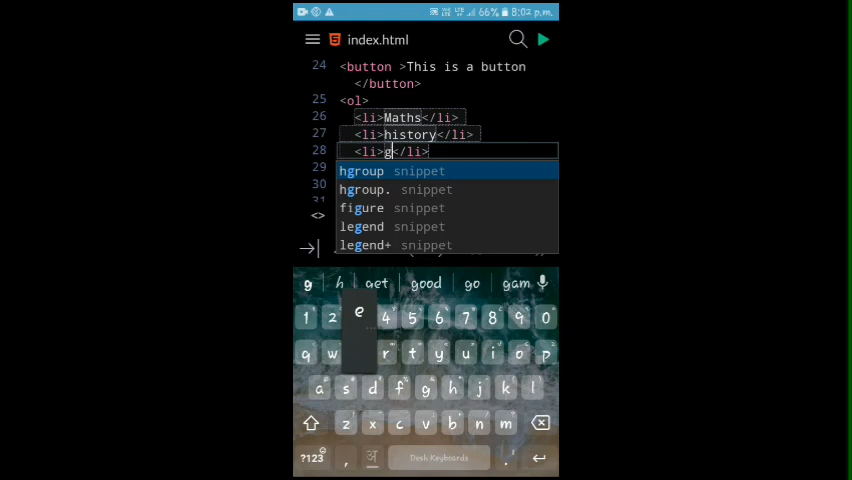 66% 8:02 p.m.
index.html
24 <button >This is a button
</button>
25 <ol>
26 <li>Maths</li>
27 <li>history</li>
28 <li>g</li>
29 hgroup snippet
30 hgroup. snippet
31 figure snippet
<> legend snippet
legend+ snippet
g h get good go gam
e
1 2 4 5 6 7 8 9 0
q w r t y u i o p
a s d f g h j k l
z x c v b n m
?123 , अ Desk Keyboards .